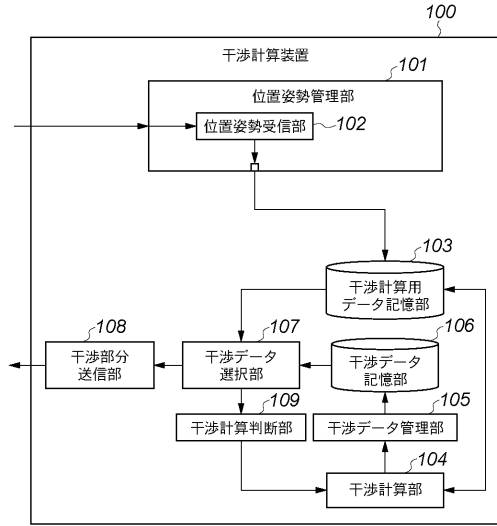 100
干渉計算装置
101
位置姿勢管理部
位置姿勢受信部
102
103
干渉計算用
データ記憶部
108
107
106
干渉部分
送信部
干渉データ
選択部
干渉データ
記憶部
109
105
干渉計算判断部
干渉データ管理部
104
干渉計算部